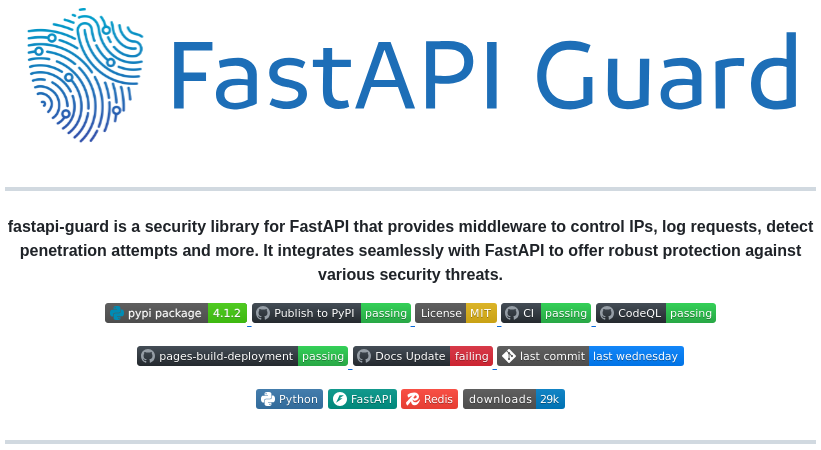 FastAPI Guard
fastapi-guard is a security library for FastAPI that provides middleware to control IPs, log requests, detect
penetration attempts and more. It integrates seamlessly with FastAPI to offer robust protection against
various security threats.
pypi package 4.1.2 Publish to PyPI passing License MIT CI passing CodeQL passing
pages-build-deployment passing Docs Update failing last commit last wednesday
Python FastAPI Redis downloads 29k